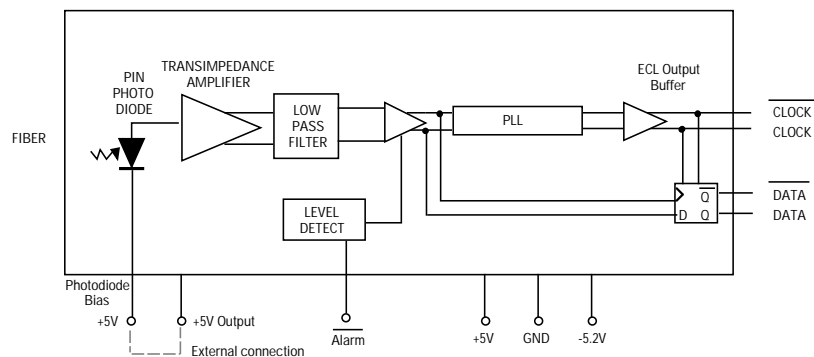 TRANSIMPEDANCE
AMPLIFIER
PIN
PHOTO
DIODE
FIBER
LOW
PASS
FILTER
PLL
ECL Output
Buffer
CLOCK
CLOCK
LEVEL
DETECT
Q
D Q
DATA
DATA
Photodiode
Bias
+5V
+5V Output
External connection
Alarm
+5V
GND
-5.2V